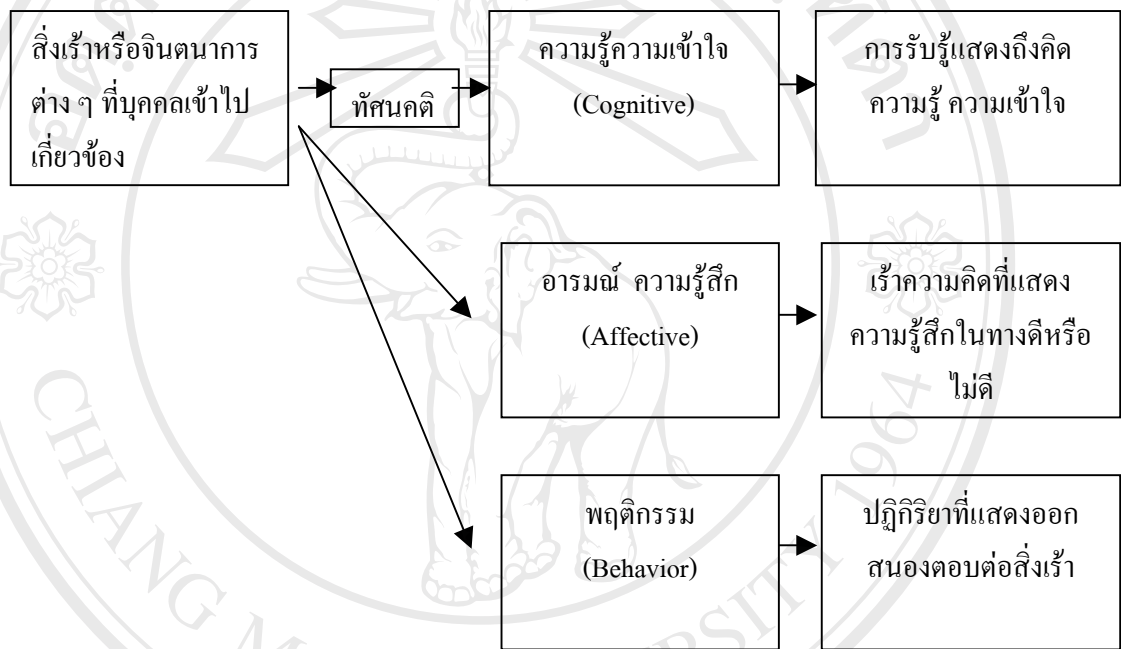 สิ่งเร้าหรือจินตนาการ
ต่าง ๆ ที่บุคคลเข้าไป
เกี่ยวข้อง
ทัศนคติ
ความรู้ความเข้าใจ
(Cognitive)
การรับรู้แสดงถึงคิด
ความรู้ ความเข้าใจ
อารมณ์ ความรู้สึก
(Affective)
เร้าความคิดที่แสดง
ความรู้สึกในทางดีหรือ
ไม่ดี
พฤติกรรม
(Behavior)
ปฏิกิริยาที่แสดงออก
สนองตอบต่อสิ่งเร้า
CHIANG M
ERSITY 1964